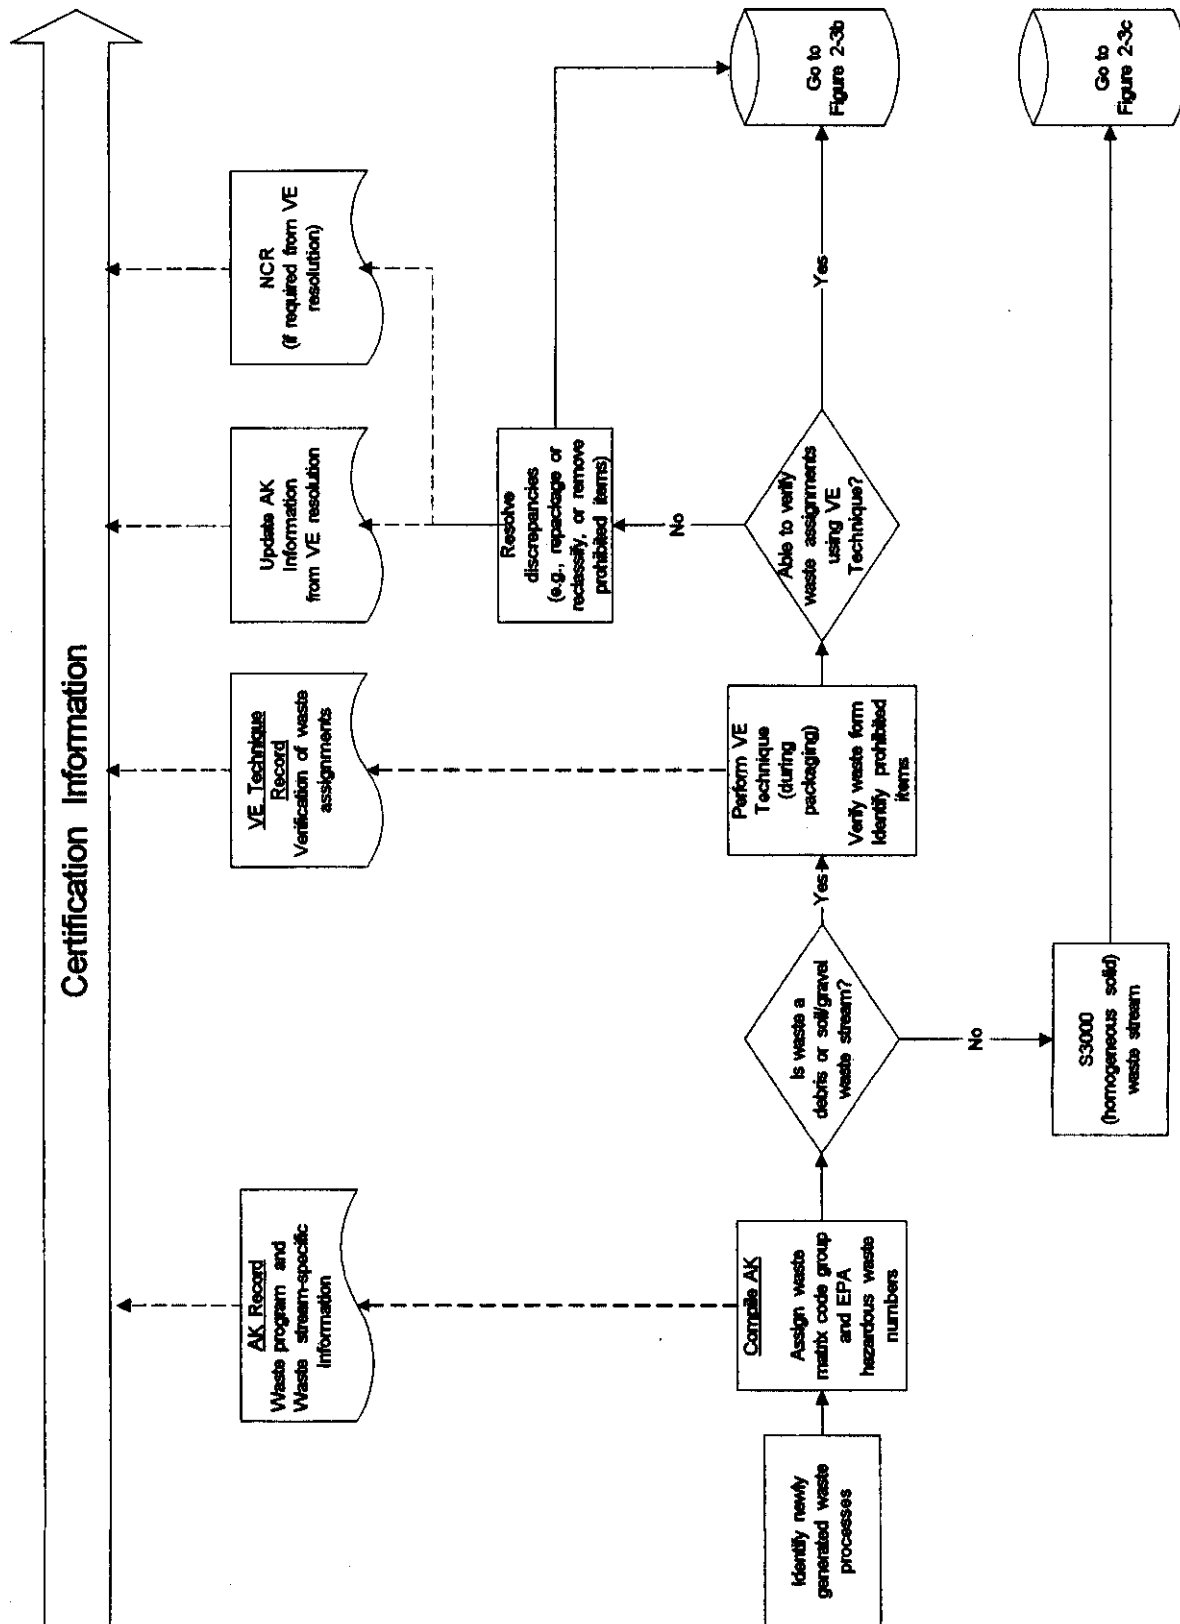 Certification Information
AK Record
Waste program and
Waste stream-specific
Information
VE Technique
Record
Verification of waste
assignments
Update AK
Information
from VE resolution
NCR
(if required from VE
resolution)
Resolve
discrepancies
(e.g., repackage or
reclassify, or remove
prohibited items)
Identify newly
generated waste
processes
Compile AK
Assign waste
matrix code group
and EPA
hazardous waste
numbers
Is waste a
debris or soil/gravel
waste stream?
Yes
Perform VE
Technique
(during
packaging)
Verify waste form
Identify prohibited
items
Able to verify
waste assignments
using VE
Technique?
No
Yes
Go to
Figure 2-3b
No
S3000
(homogeneous solid)
waste stream
Go to
Figure 2-3c